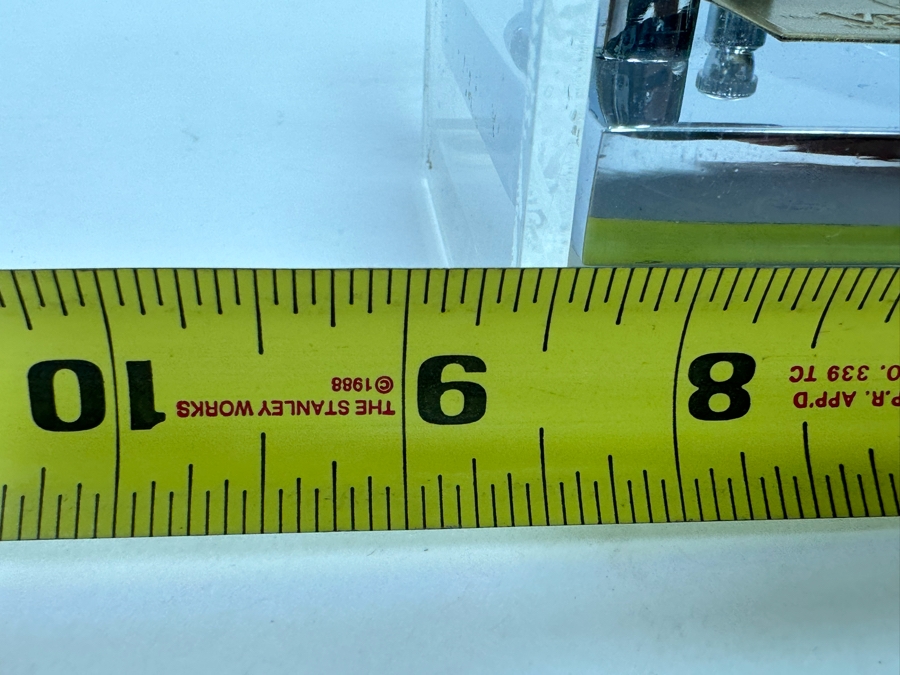 P.R. APP'D
O. 339 TC
8
9
THE STANLEY WORKS
©1988
10